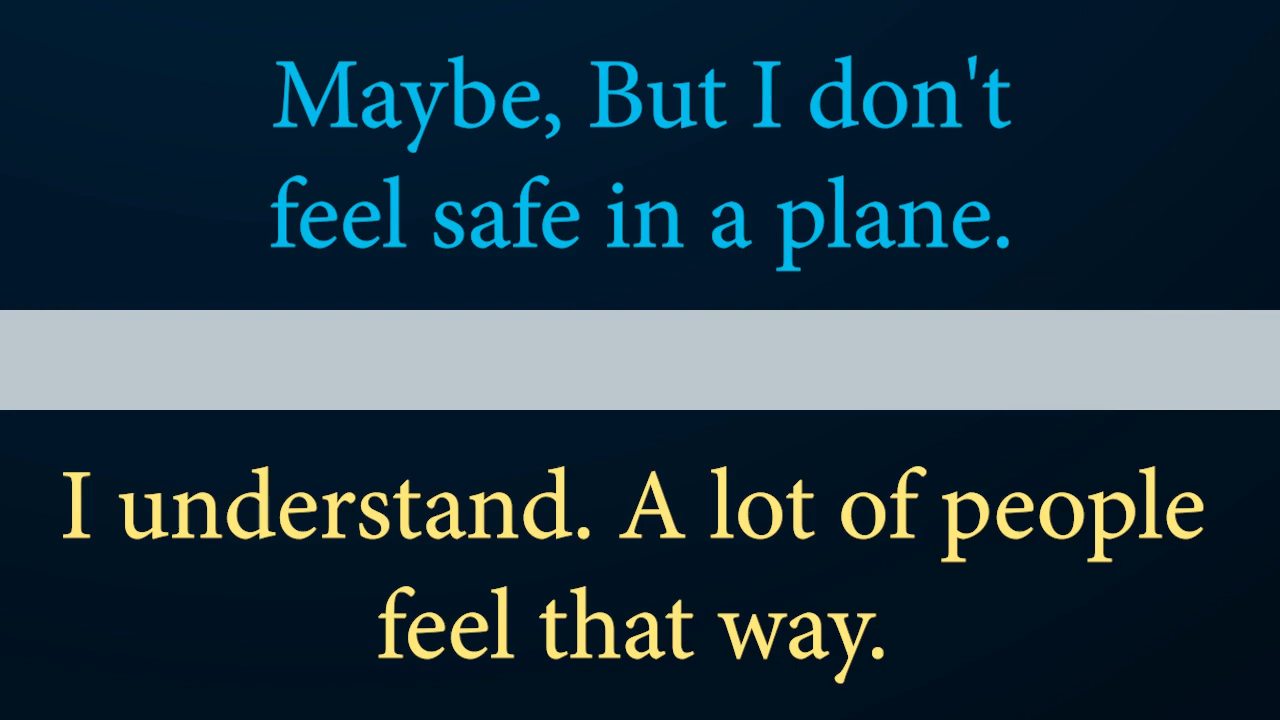 Maybe, But I don't
feel safe in a plane.
I understand. A lot of people
feel that way.